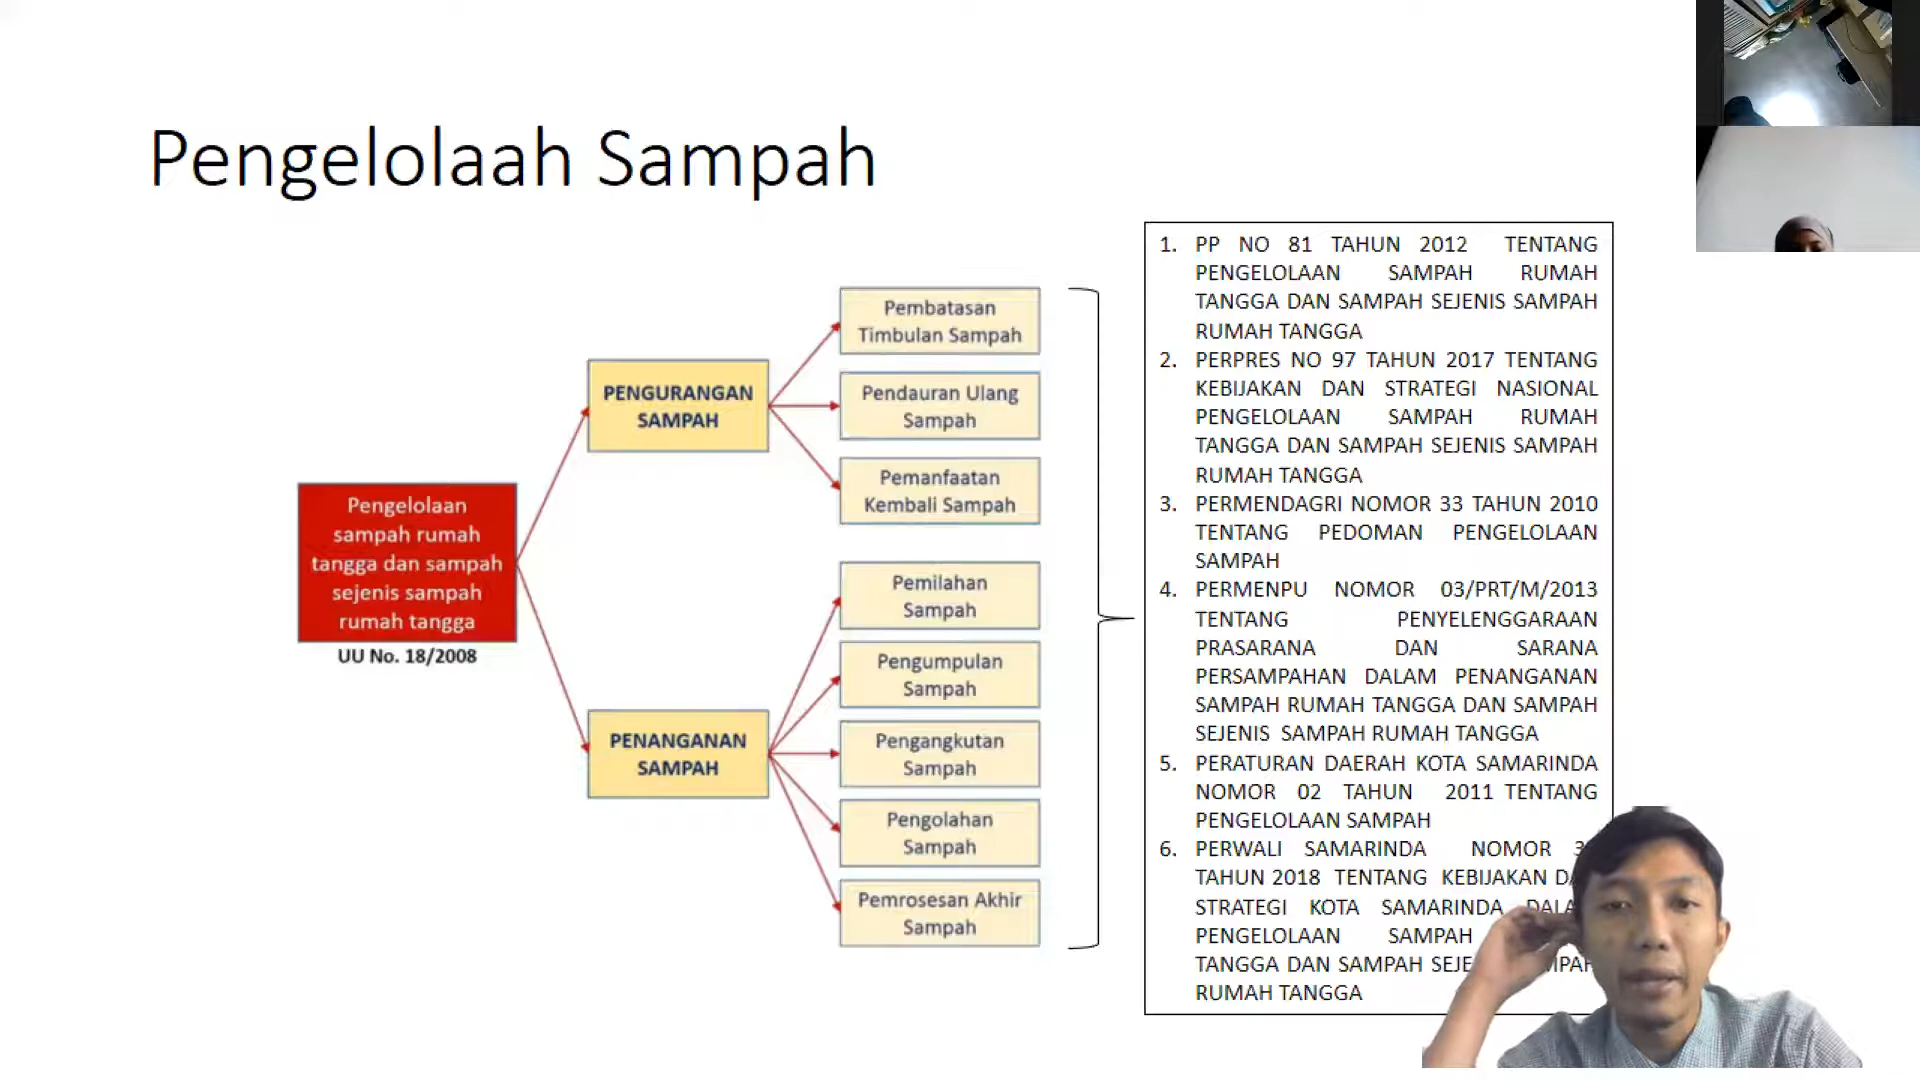 Pengelolaah Sampah
Pengelolaan
sampah rumah
tangga dan sampah
sejenis sampah
rumah tangga
UU No. 18/2008
PENGURANGAN
SAMPAH
PENANGANAN
SAMPAH
Pembatasan
Timbulan Sampah
Pendauran Ulang
Sampah
Pemanfaatan
Kembali Sampah
Pemilahan
Sampah
Pengumpulan
Sampah
Pengangkutan
Sampah
Pengolahan
Sampah
Pemrosesan Akhir
Sampah
1. PP NO 81 TAHUN 2012 TENTANG
PENGELOLAAN SAMPAH RUMAH
TANGGA DAN SAMPAH SEJENIS SAMPAH
RUMAH TANGGA
2. PERPRES NO 97 TAHUN 2017 TENTANG
KEBIJAKAN DAN STRATEGI NASIONAL
PENGELOLAAN SAMPAH RUMAH
TANGGA DAN SAMPAH SEJENIS SAMPAH
RUMAH TANGGA
3. PERMENDAGRI NOMOR 33 TAHUN 2010
TENTANG PEDOMAN PENGELOLAAN
SAMPAH
4. PERMENPU NOMOR 03/PRT/M/2013
TENTANG PENYELENGGARAAN
PRASARANA DAN SARANA
PERSAMPAHAN DALAM PENANGANAN
SAMPAH RUMAH TANGGA DAN SAMPAH
SEJENIS SAMPAH RUMAH TANGGA
5. PERATURAN DAERAH KOTA SAMARINDA
NOMOR 02 TAHUN 2011 TENTANG
PENGELOLAAN SAMPAH
6. PERWALI SAMARINDA NOMOR
TAHUN 2018 TENTANG KEBIJAKAN
STRATEGI KOTA SAMARINDA
PENGELOLAAN SAMPAH
TANGGA DAN SAMPAH
RUMAH TANGGA